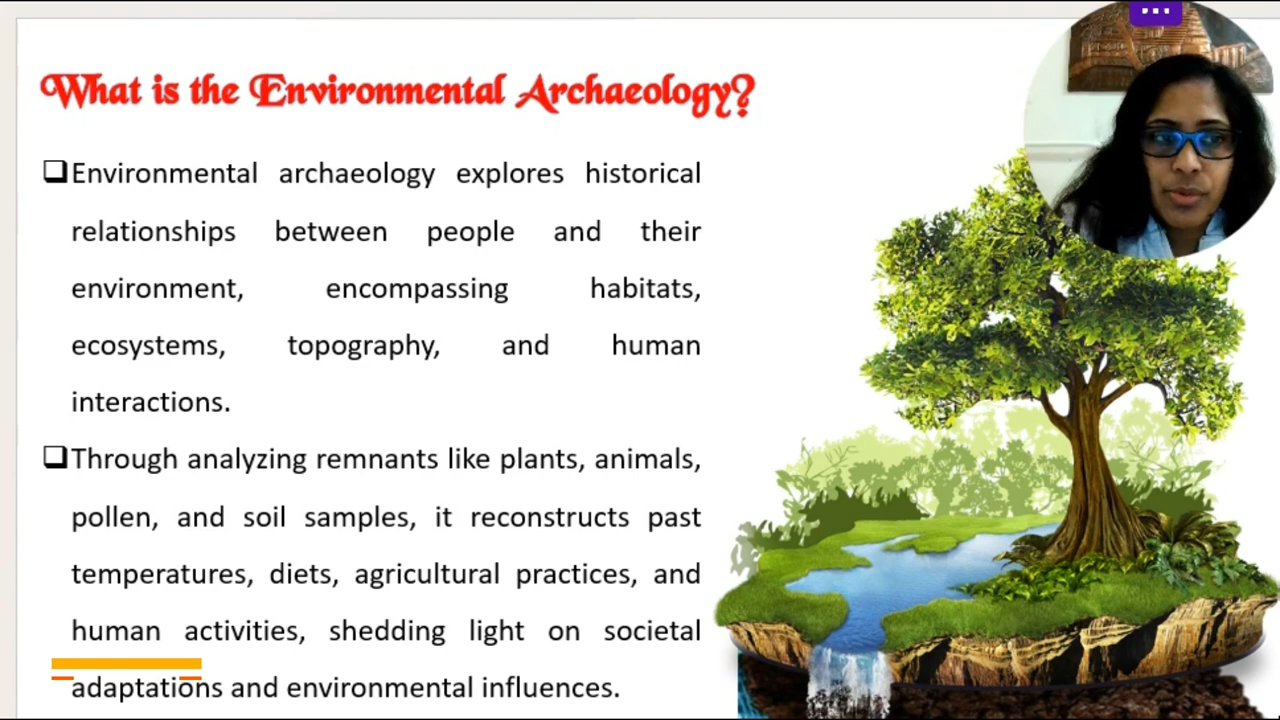 What is the Environmental Archaeology?
Environmental archaeology explores historical
relationships between people and their
environment, encompassing habitats,
ecosystems, topography, and human
interactions.
Through analyzing remnants like plants, animals,
pollen, and soil samples, it reconstructs past
temperatures, diets, agricultural practices, and
human activities, shedding light on societal
adaptations and environmental influences.